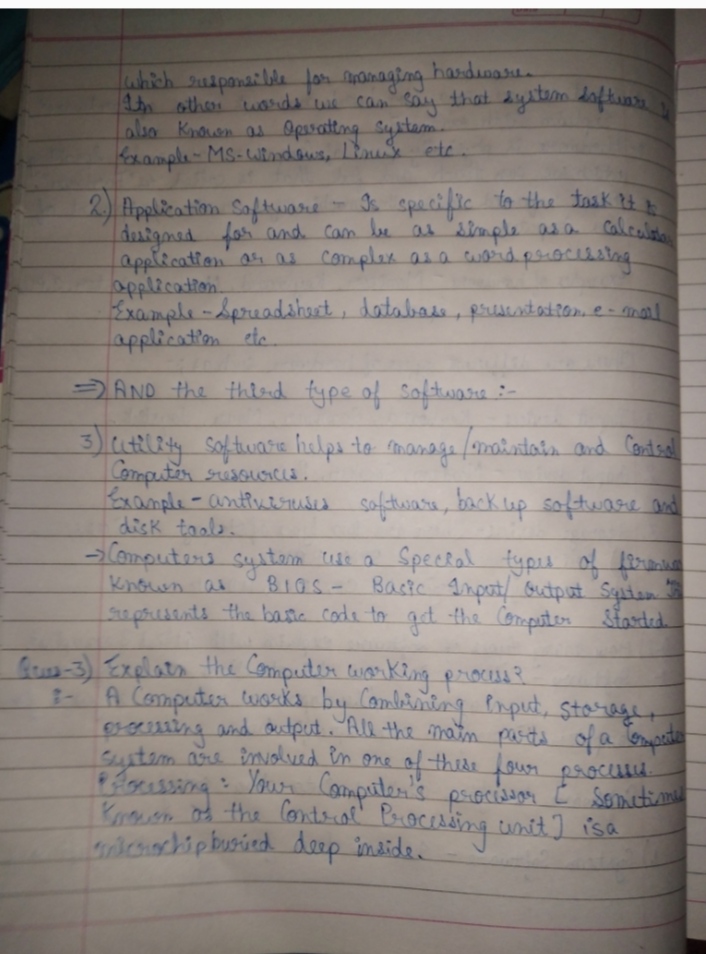 which responsible for managing hardware.
In other words we can say that system software is
also Known as Operating system.
Example - MS-Windows, Linux etc.
2.) Application Software - Is specific to the task it is
designed for and can be as simple as a calculator
application or as complex as a word processing
application.
Example - Spreadsheet, database, presentation, e-mail
application etc.
⇒ AND the third type of software :-
3) Utility software helps to manage/maintain and Control
Computer resources.
Example - antiviruses software, back up software and
disk tools.
→ Computers system use a Special types of firmware
Known as BIOS - Basic Input/Output System
represents the basic code to get the Computer Started.
Ques-3) Explain the Computer working process?
:- A Computer works by Combining input, storage,
processing and output. All the main parts of a Computer
system are involved in one of these four processes.
Processing : Your Computer's processor [ Sometimes
Known as the Control Processing unit ] is a
microchip buried deep inside.